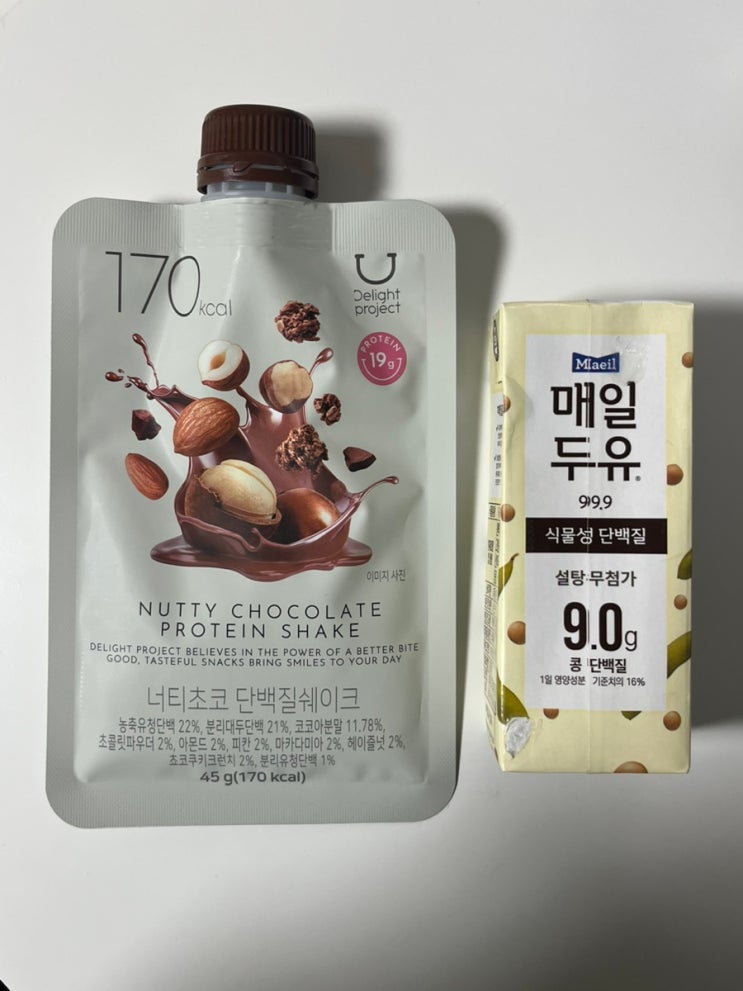 170kcal
Delight
project
PROTEIN
19g
이미지 사진
NUTTY CHOCOLATE
PROTEIN SHAKE
DELIGHT PROJECT BELIEVES IN THE POWER OF A BETTER BITE
GOOD, TASTEFUL SNACKS BRING SMILES TO YOUR DAY
너티초코 단백질쉐이크
농축유청단백 22%, 분리대두단백 21%, 코코아분말 11.78%,
초콜릿파우더 2%, 아몬드 2%, 피칸 2%, 마카다미아 2%, 헤이즐넛 2%,
초코쿠키크런치 2%, 분리유청단백 1%
45 g(170 kcal)
Maeil
매일
두유®
99.9
식물성 단백질
설탕 무첨가
9.0g
콩 단백질
1일 영양성분 기준치의 16%